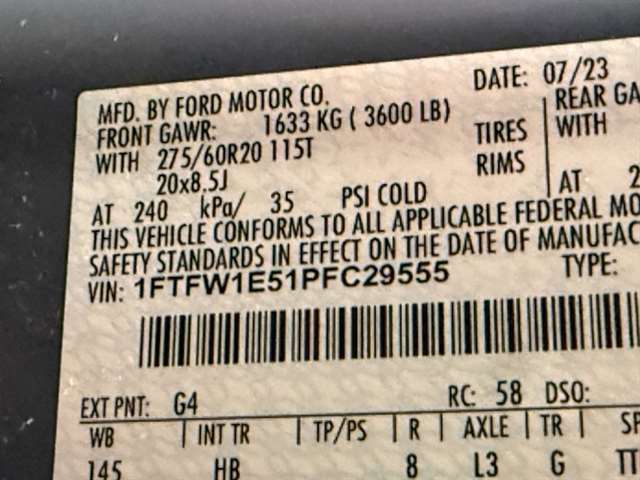 DATE: 07/23
MFD. BY FORD MOTOR CO.
FRONT GAWR: 1633 KG ( 3600 LB)
REAR GA
WITH 275/60R20 115T TIRES WITH
20x8.5J RIMS
AT 240 kPa/ 35 PSI COLD AT 2
THIS VEHICLE CONFORMS TO ALL APPLICABLE FEDERAL MO
SAFETY STANDARDS IN EFFECT ON THE DATE OF MANUFAC
VIN: 1FTFW1E51PFC29555 TYPE:
EXT PNT: G4 RC: 58 DSO:
WB | INT TR | TP/PS | R | AXLE | TR | SP
145 HB 8 L3 G TT